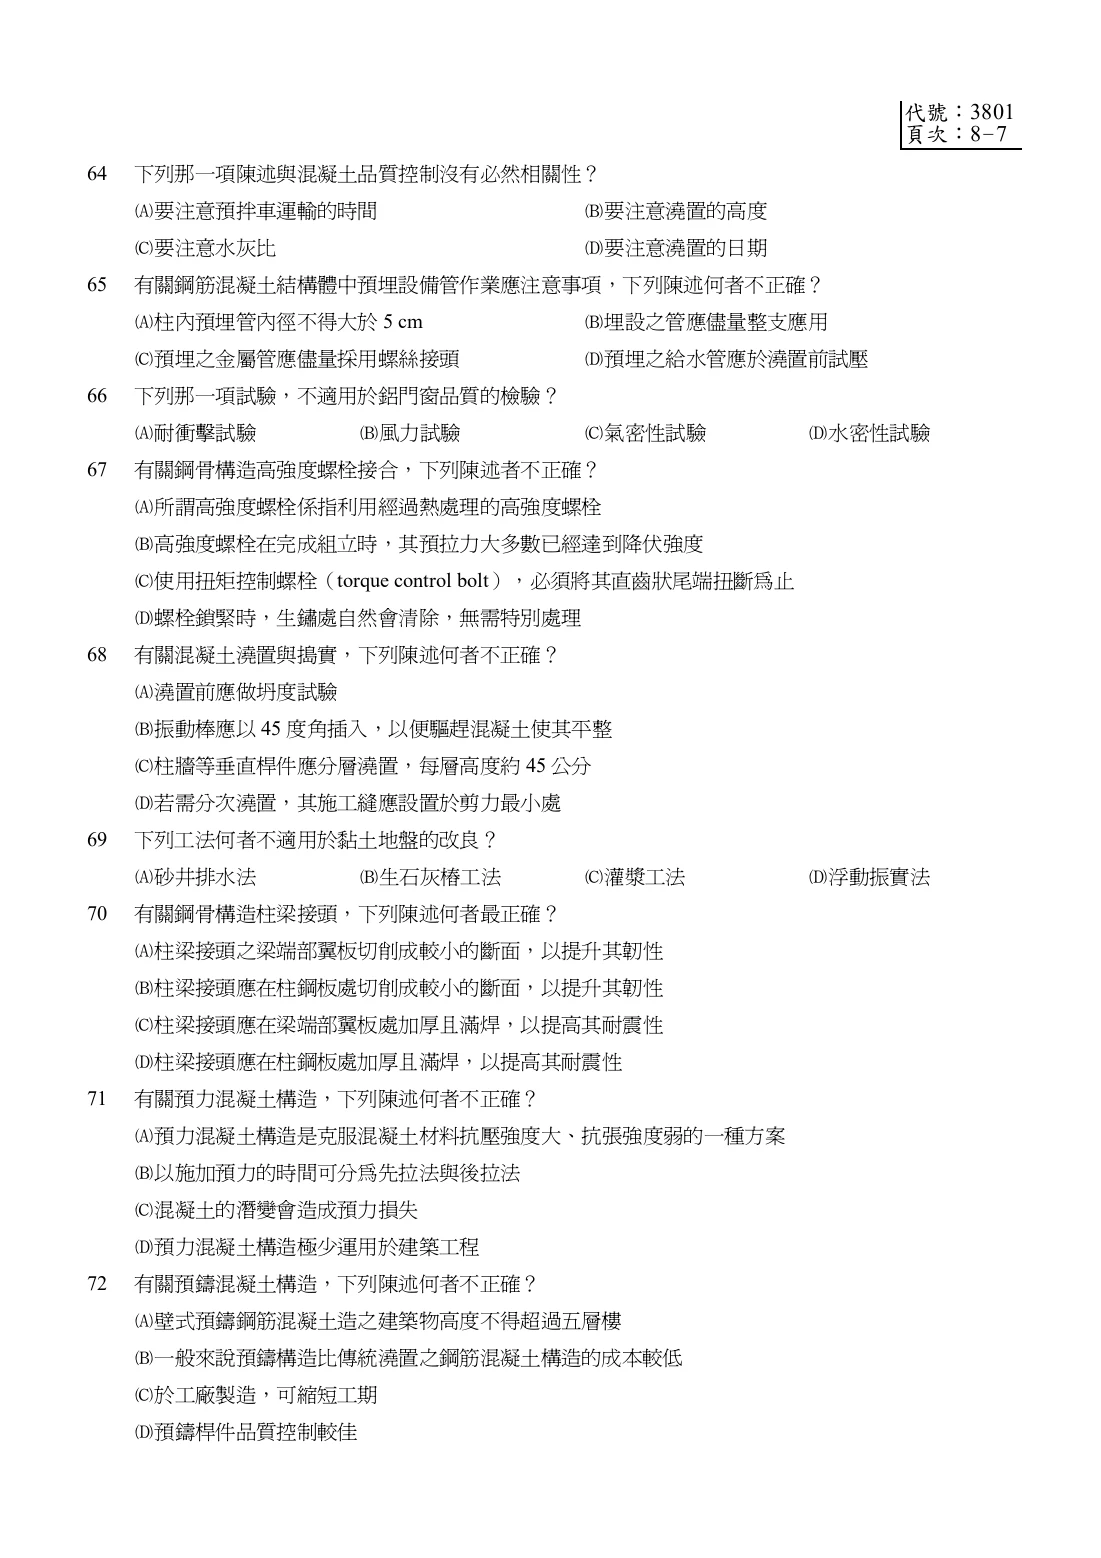 代號：3801
頁次：8－7
64 下列那一項陳述與混凝土品質控制沒有必然相關性？
(A)要注意預拌車運輸的時間 (B)要注意澆置的高度
(C)要注意水灰比 (D)要注意澆置的日期
65 有關鋼筋混凝土結構體中預埋設備管作業應注意事項，下列陳述何者不正確？
(A)柱內預埋管內徑不得大於 5 cm (B)埋設之管應儘量整支應用
(C)預埋之金屬管應儘量採用螺絲接頭 (D)預埋之給水管應於澆置前試壓
66 下列那一項試驗，不適用於鋁門窗品質的檢驗？
(A)耐衝擊試驗 (B)風力試驗 (C)氣密性試驗 (D)水密性試驗
67 有關鋼骨構造高強度螺栓接合，下列陳述者不正確？
(A)所謂高強度螺栓係指利用經過熱處理的高強度螺栓
(B)高強度螺栓在完成組立時，其預拉力大多數已經達到降伏強度
(C)使用扭矩控制螺栓（torque control bolt），必須將其直齒狀尾端扭斷為止
(D)螺栓鎖緊時，生鏽處自然會清除，無需特別處理
68 有關混凝土澆置與搗實，下列陳述何者不正確？
(A)澆置前應做坍度試驗
(B)振動棒應以 45 度角插入，以便驅趕混凝土使其平整
(C)柱牆等垂直桿件應分層澆置，每層高度約 45 公分
(D)若需分次澆置，其施工縫應設置於剪力最小處
69 下列工法何者不適用於黏土地盤的改良？
(A)砂井排水法 (B)生石灰樁工法 (C)灌漿工法 (D)浮動振實法
70 有關鋼骨構造柱梁接頭，下列陳述何者最正確？
(A)柱梁接頭之梁端部翼板切削成較小的斷面，以提升其韌性
(B)柱梁接頭應在柱鋼板處切削成較小的斷面，以提升其韌性
(C)柱梁接頭應在梁端部翼板處加厚且滿焊，以提高其耐震性
(D)柱梁接頭應在柱鋼板處加厚且滿焊，以提高其耐震性
71 有關預力混凝土構造，下列陳述何者不正確？
(A)預力混凝土構造是克服混凝土材料抗壓強度大、抗張強度弱的一種方案
(B)以施加預力的時間可分為先拉法與後拉法
(C)混凝土的潛變會造成預力損失
(D)預力混凝土構造極少運用於建築工程
72 有關預鑄混凝土構造，下列陳述何者不正確？
(A)壁式預鑄鋼筋混凝土造之建築物高度不得超過五層樓
(B)一般來說預鑄構造比傳統澆置之鋼筋混凝土構造的成本較低
(C)於工廠製造，可縮短工期
(D)預鑄桿件品質控制較佳